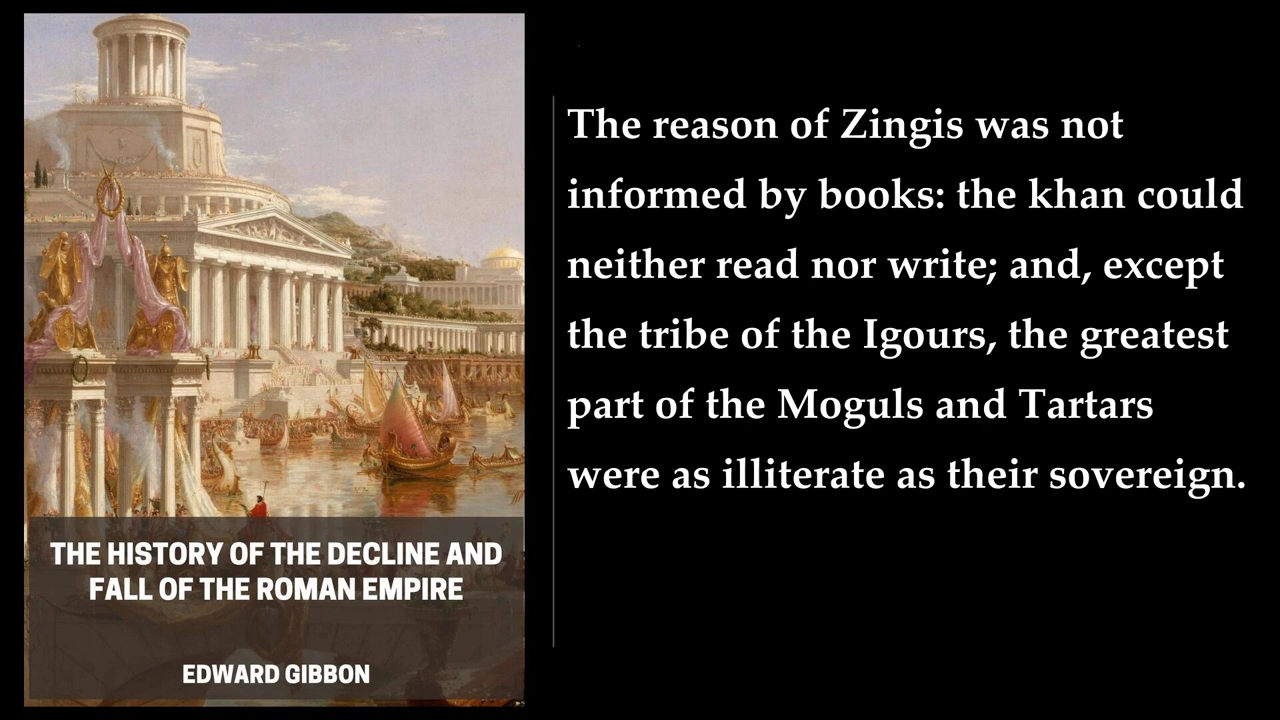 The reason of Zingis was not
informed by books: the khan could
neither read nor write; and, except
the tribe of the Igours, the greatest
part of the Moguls and Tartars
were as illiterate as their sovereign.
THE HISTORY OF THE DECLINE AND
FALL OF THE ROMAN EMPIRE
EDWARD GIBBON